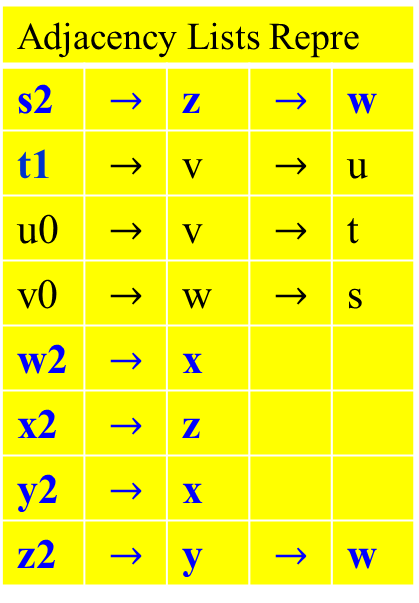 Adjacency Lists Repre
s2 → z → w
t1 → v → u
u0 → v → t
v0 → w → s
w2 → x
x2 → z
y2 → x
z2 → y → w